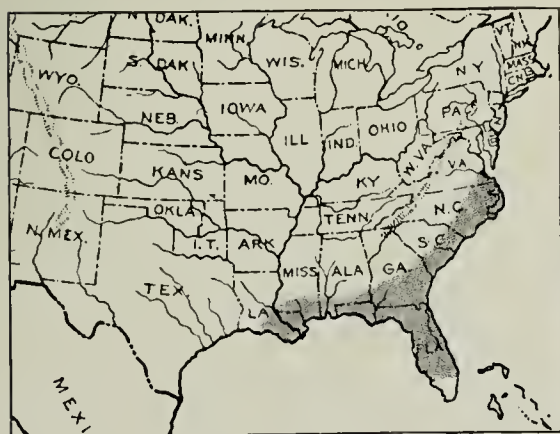 N. DAK.
MINN.
WIS.
MICH.
VT.
N.H.
MASS.
N Y.
WYO.
S. DAK.
IOWA
NEB.
ILL
IND.
OHIO
PA
COLO
KANS
MO.
KY
W. VA
VA
OKLA.
TENN.
N.C.
N. MEX.
I.T.
ARK
S.C.
MISS
ALA
GA.
TEX.
LA
FLA.
MEXI